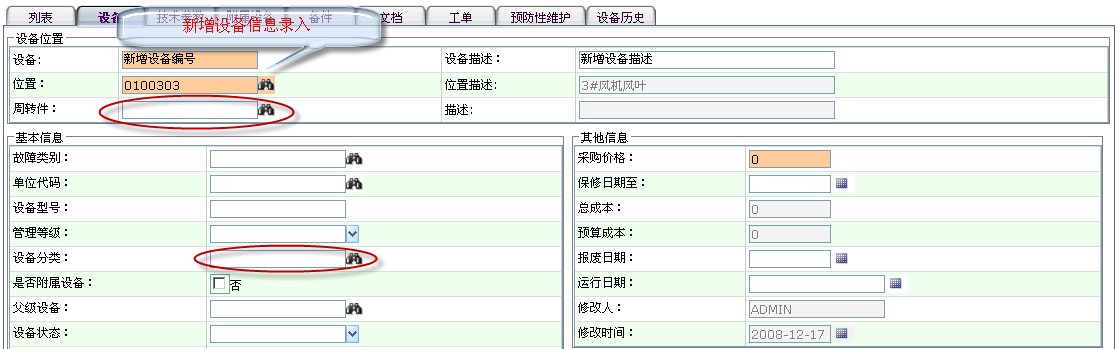 列表 设备 技术参数 附属设备 备件 文档 工单 预防性维护 设备历史
新增设备信息录入
设备位置
设备: 新增设备编号 设备描述: 新增设备描述
位置: 0100303 位置描述: 3#风机风叶
周转件: 描述:
基本信息 其他信息
故障类别: 采购价格: 0
单位代码: 保修日期至:
设备型号: 总成本: 0
管理等级: 预算成本: 0
设备分类: 报废日期:
是否附属设备: 否 运行日期:
父级设备: 修改人: ADMIN
设备状态: 修改时间: 2008-12-17